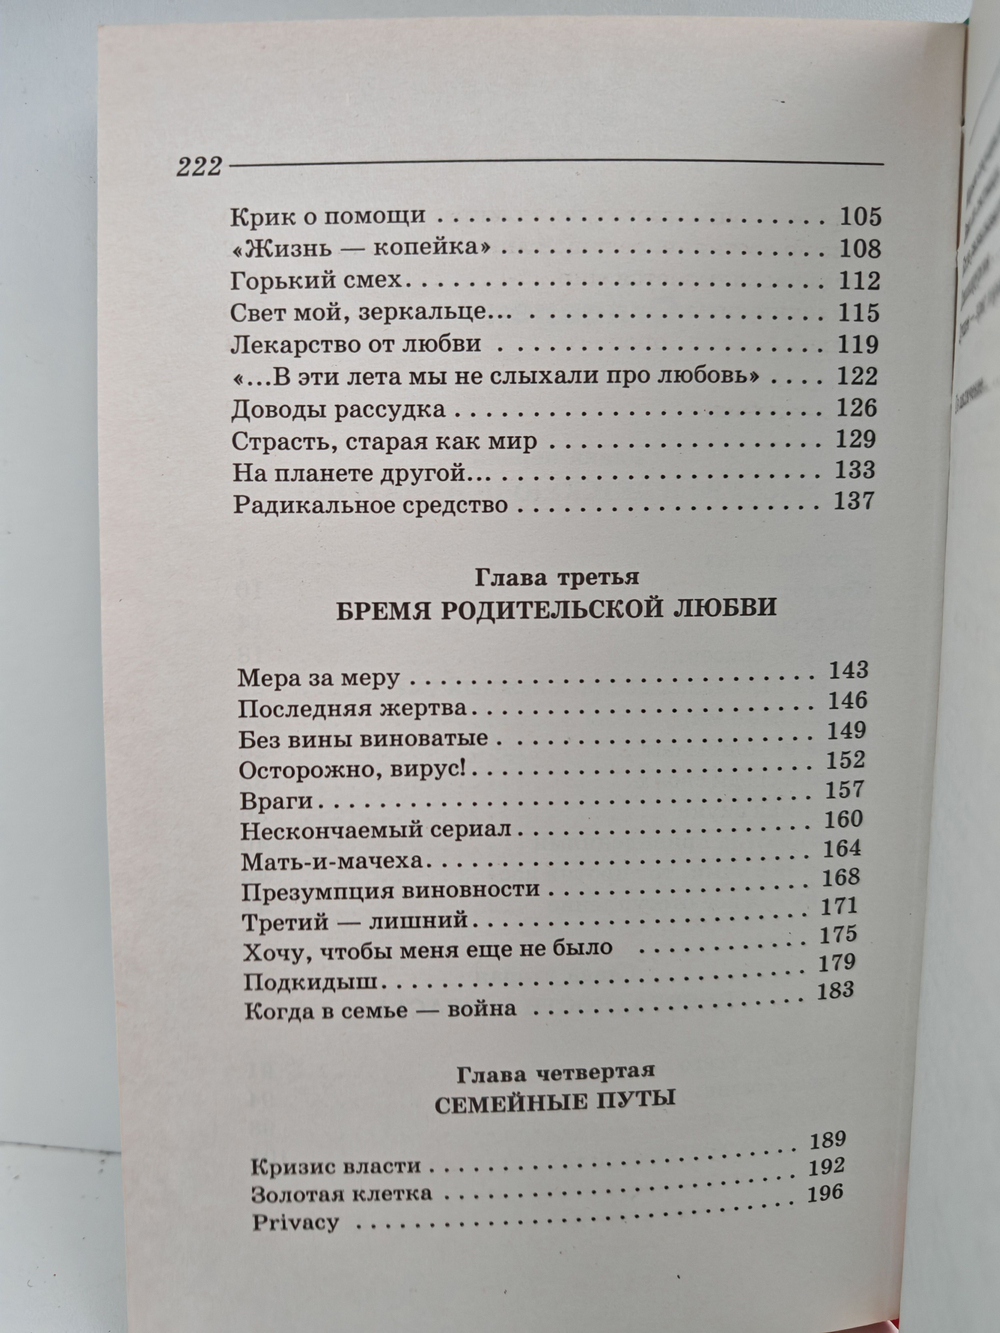 222
Крик о помощи . . . . . . . . . . . . . . . . . . . . . . . . . . 105
«Жизнь — копейка» . . . . . . . . . . . . . . . . . . . . . . 108
Горький смех. . . . . . . . . . . . . . . . . . . . . . . . . . . . 112
Свет мой, зеркальце... . . . . . . . . . . . . . . . . . . . . 115
Лекарство от любви . . . . . . . . . . . . . . . . . . . . . . 119
«...В эти лета мы не слыхали про любовь» . . . . 122
Доводы рассудка . . . . . . . . . . . . . . . . . . . . . . . . . 126
Страсть, старая как мир . . . . . . . . . . . . . . . . . . . 129
На планете другой... . . . . . . . . . . . . . . . . . . . . . . 133
Радикальное средство . . . . . . . . . . . . . . . . . . . . . 137
Глава третья
БРЕМЯ РОДИТЕЛЬСКОЙ ЛЮБВИ
Мера за меру . . . . . . . . . . . . . . . . . . . . . . . . . . . . 143
Последняя жертва. . . . . . . . . . . . . . . . . . . . . . . . 146
Без вины виноватые . . . . . . . . . . . . . . . . . . . . . . 149
Осторожно, вирус!. . . . . . . . . . . . . . . . . . . . . . . . 152
Враги. . . . . . . . . . . . . . . . . . . . . . . . . . . . . . . . . . 157
Нескончаемый сериал . . . . . . . . . . . . . . . . . . . . . 160
Мать-и-мачеха. . . . . . . . . . . . . . . . . . . . . . . . . . . 164
Презумпция виновности . . . . . . . . . . . . . . . . . . . 168
Третий — лишний. . . . . . . . . . . . . . . . . . . . . . . . 171
Хочу, чтобы меня еще не было . . . . . . . . . . . . 175
Подкидыш. . . . . . . . . . . . . . . . . . . . . . . . . . . . . . 179
Когда в семье — война . . . . . . . . . . . . . . . . . . . 183
Глава четвертая
СЕМЕЙНЫЕ ПУТЫ
Кризис власти . . . . . . . . . . . . . . . . . . . . . . . . . . 189
Золотая клетка . . . . . . . . . . . . . . . . . . . . . . . . . 192
Privacy . . . . . . . . . . . . . . . . . . . . . . . . . . . . . . . 196